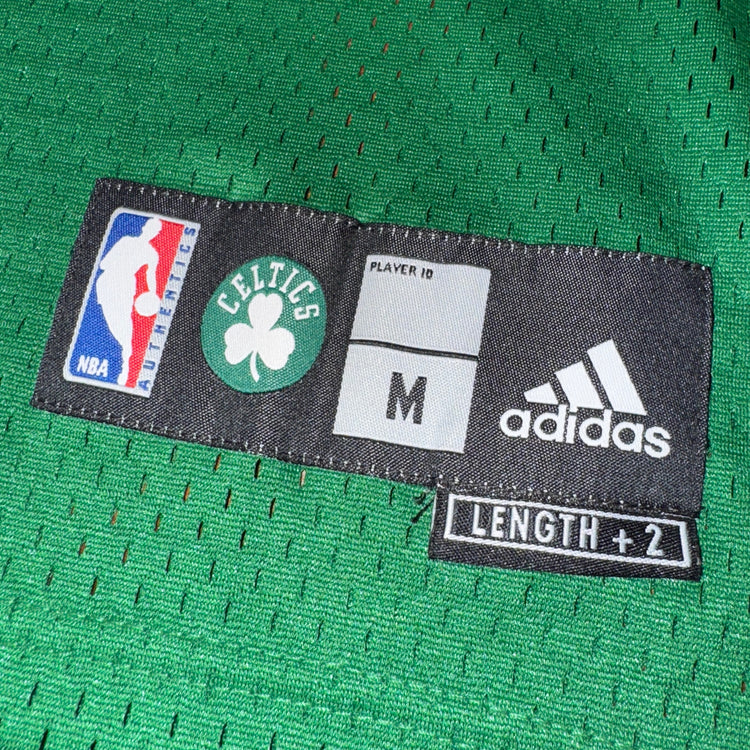 NBA
AUTHENTICS
CELTICS
PLAYER ID
M
adidas
LENGTH + 2